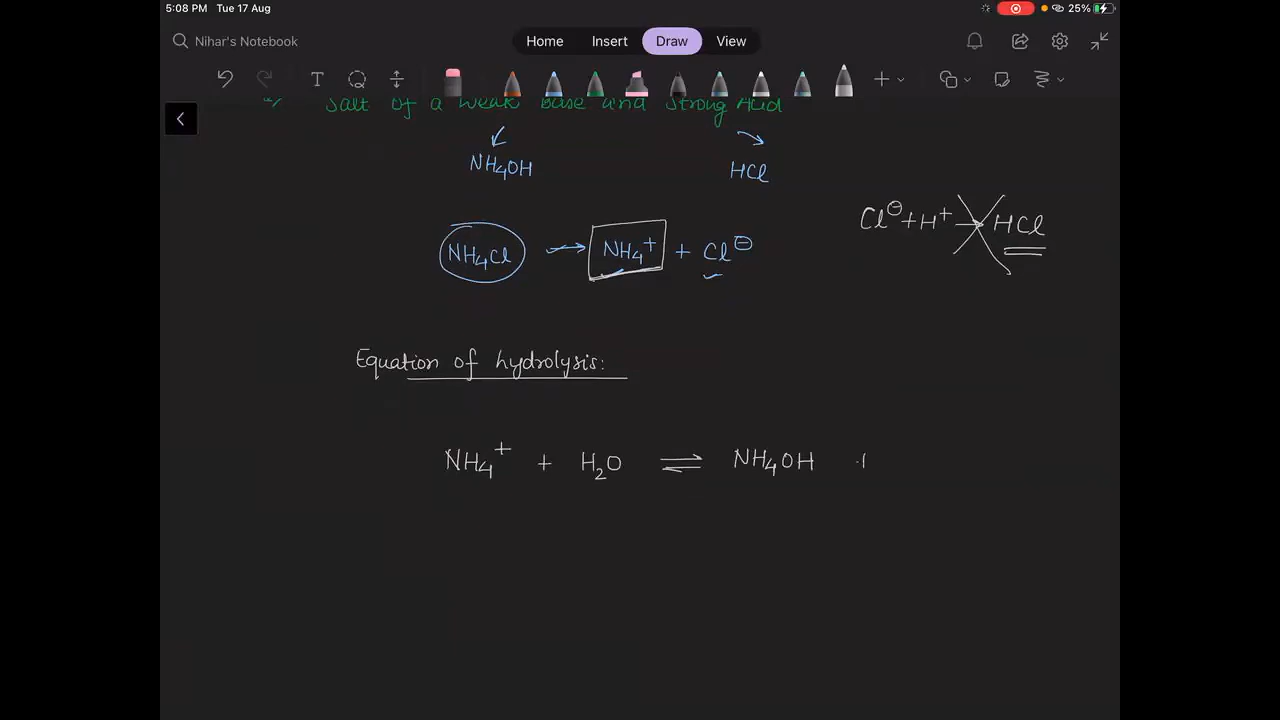 5:08 PM Tue 17 Aug 25%
Nihar's Notebook Home Insert Draw View
Salt of a weak base and strong Acid
NH₄OH HCl
Cl⊖ + H⁺ → HCl
NH₄Cl → NH₄⁺ + Cl⊖
Equation of hydrolysis:
NH₄⁺ + H₂O ⇌ NH₄OH